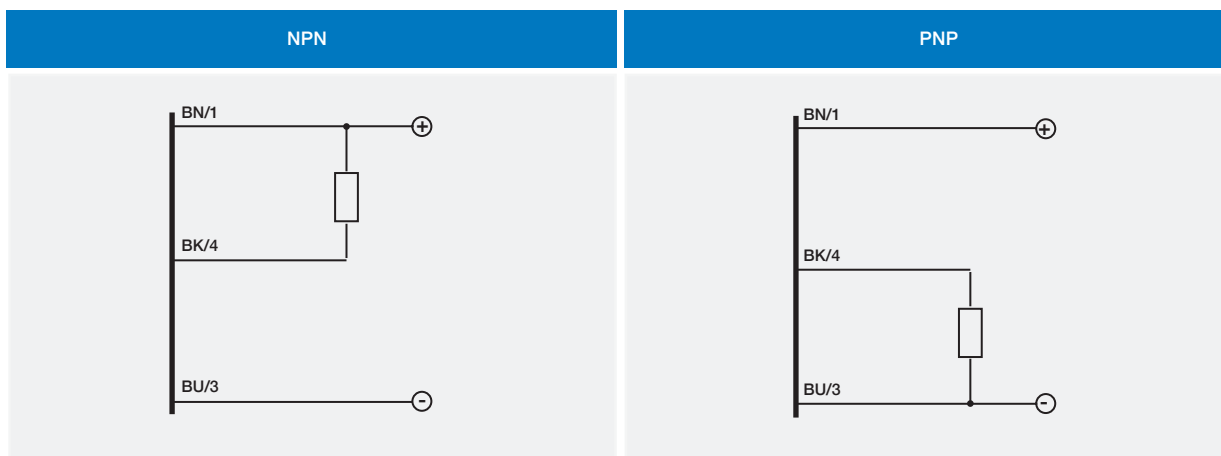 NPN
PNP
BN/1
+
BK/4
BU/3
-
BN/1
+
BK/4
BU/3
-